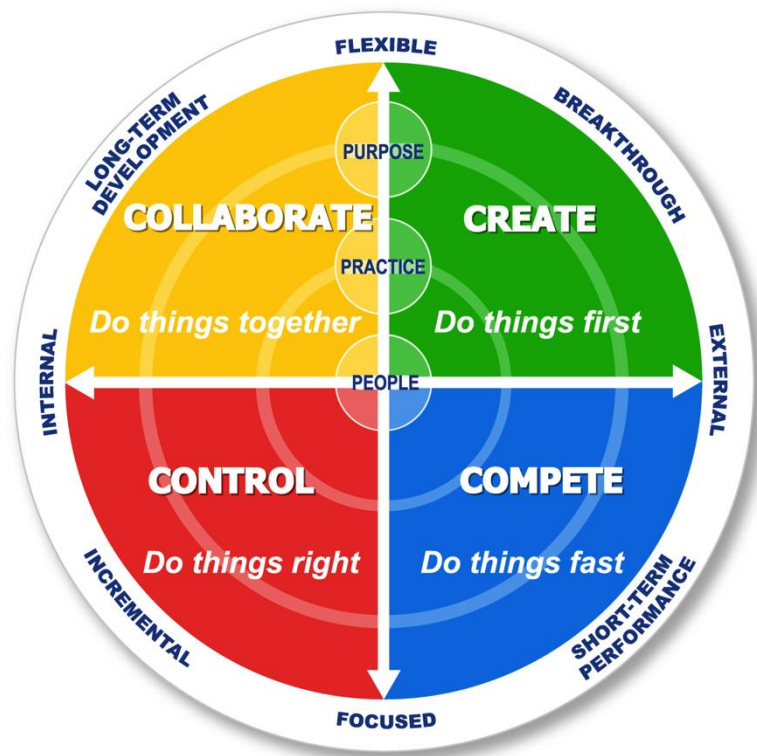 FLEXIBLE
LONG-TERM
DEVELOPMENT
BREAKTHROUGH
PURPOSE
COLLABORATE
CREATE
PRACTICE
Do things together
Do things first
INTERNAL
PEOPLE
EXTERNAL
CONTROL
COMPETE
Do things right
Do things fast
INCREMENTAL
SHORT-TERM
PERFORMANCE
FOCUSED